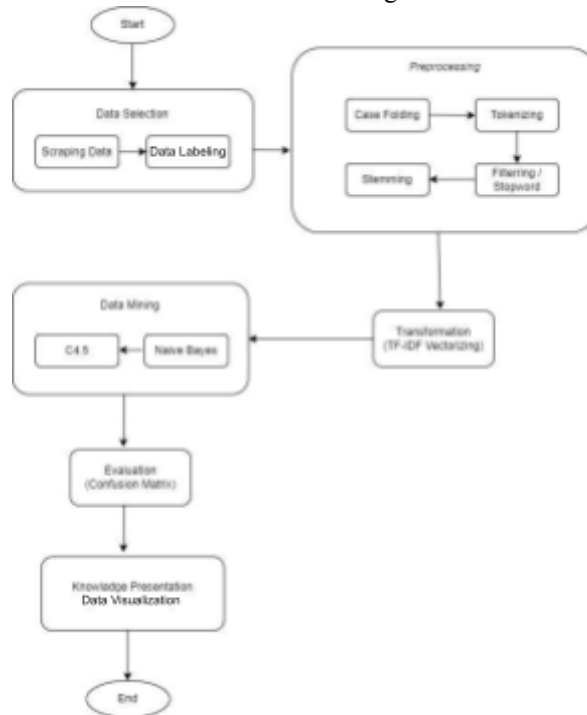 Start
Data Selection
Scraping Data
Data Labeling
Preprocessing
Case Folding
Tokenizing
Stemming
Filterring /
Stopword
Transformation
(TF-IDF Vectorizing)
Data Mining
C4.5
Naive Bayes
Evaluation
(Confusion Matrix)
Knowledge Presentation
Data Visualization
End